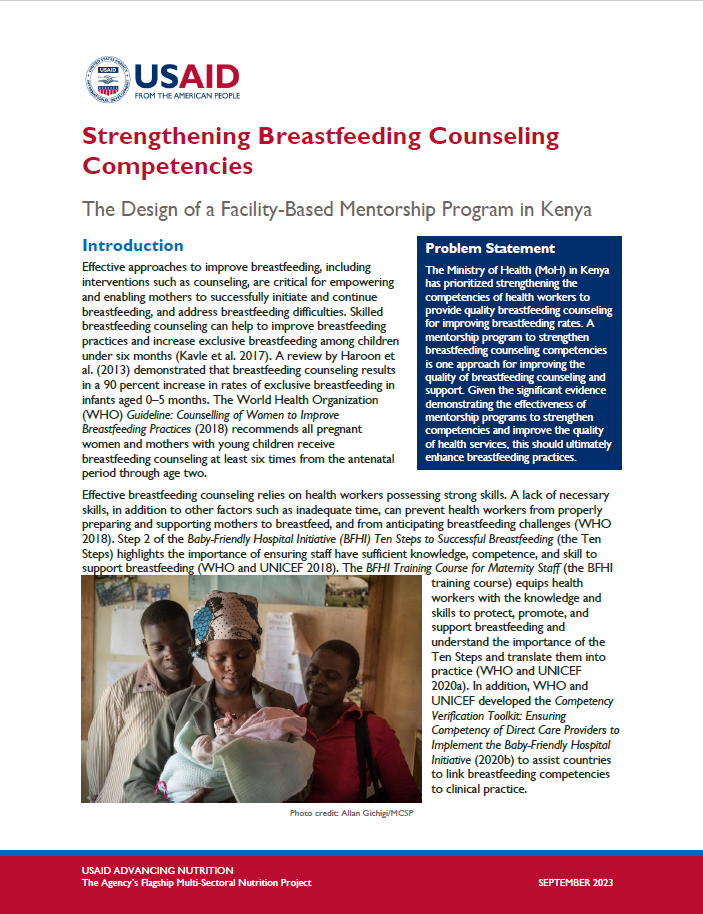 USAID
FROM THE AMERICAN PEOPLE
Strengthening Breastfeeding Counseling
Competencies
The Design of a Facility-Based Mentorship Program in Kenya
Introduction
Effective approaches to improve breastfeeding, including
interventions such as counseling, are critical for empowering
and enabling mothers to successfully initiate and continue
breastfeeding, and address breastfeeding difficulties. Skilled
breastfeeding counseling can help to improve breastfeeding
practices and increase exclusive breastfeeding among children
under six months (Kavle et al. 2017). A review by Haroon et
al. (2013) demonstrated that breastfeeding counseling results
in a 90 percent increase in rates of exclusive breastfeeding in
infants aged 0–5 months. The World Health Organization
(WHO) Guideline: Counselling of Women to Improve
Breastfeeding Practices (2018) recommends all pregnant
women and mothers with young children receive
breastfeeding counseling at least six times from the antenatal
period through age two.
Problem Statement
The Ministry of Health (MoH) in Kenya
has prioritized strengthening the
competencies of health workers to
provide quality breastfeeding counseling
for improving breastfeeding rates. A
mentorship program to strengthen
breastfeeding counseling competencies
is one approach for improving the
quality of breastfeeding counseling and
support. Given the significant evidence
demonstrating the effectiveness of
mentorship programs to strengthen
competencies and improve the quality
of health services, this should ultimately
enhance breastfeeding practices.
Effective breastfeeding counseling relies on health workers possessing strong skills. A lack of necessary
skills, in addition to other factors such as inadequate time, can prevent health workers from properly
preparing and supporting mothers to breastfeed, and from anticipating breastfeeding challenges (WHO
2018). Step 2 of the Baby-Friendly Hospital Initiative (BFHI) Ten Steps to Successful Breastfeeding (the Ten
Steps) highlights the importance of ensuring staff have sufficient knowledge, competence, and skill to
support breastfeeding (WHO and UNICEF 2018). The BFHI Training Course for Maternity Staff (the BFHI
training course) equips health
workers with the knowledge and
skills to protect, promote, and
support breastfeeding and
understand the importance of the
Ten Steps and translate them into
practice (WHO and UNICEF
2020a). In addition, WHO and
UNICEF developed the Competency
Verification Toolkit: Ensuring
Competency of Direct Care Providers to
Implement the Baby-Friendly Hospital
Initiative (2020b) to assist countries
to link breastfeeding competencies
to clinical practice.
Photo credit: Allan Gichigi/MCSP
USAID ADVANCING NUTRITION
The Agency's Flagship Multi-Sectoral Nutrition Project
SEPTEMBER 2023